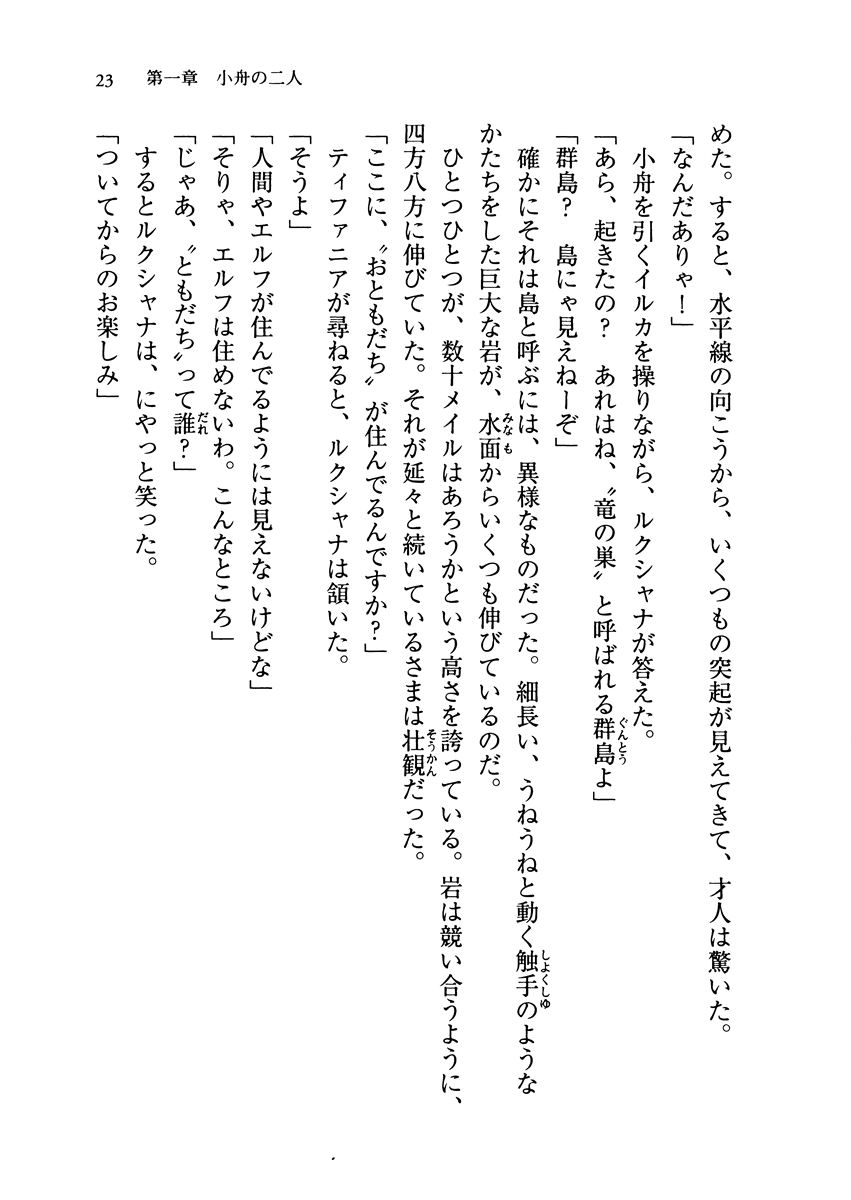 23 第一章 小舟の二人
めた。すると、水平線の向こうから、いくつもの突起が見えてきて、才人は驚いた。
「なんだありゃ！」
小舟を引くイルカを操りながら、ルクシャナが答えた。
「あら、起きたの？　あれはね、〝竜の巣〟と呼ばれる群島よ」
「群島？　島にゃ見えねーぞ」
確かにそれは島と呼ぶには、異様なものだった。細長い、うねうねと動く触手のような
かたちをした巨大な岩が、水面からいくつも伸びているのだ。
ひとつひとつが、数十メイルはあろうかという高さを誇っている。岩は競い合うように、
四方八方に伸びていた。それが延々と続いているさまは壮観だった。
「ここに、〝おともだち〟が住んでるんですか？」
ティファニアが尋ねると、ルクシャナは頷いた。
「そうよ」
「人間やエルフが住んでるようには見えないけどな」
「そりゃ、エルフは住めないわ。こんなところ」
「じゃあ、〝ともだち〟って誰？」
するとルクシャナは、にやっと笑った。
「ついてからのお楽しみ」